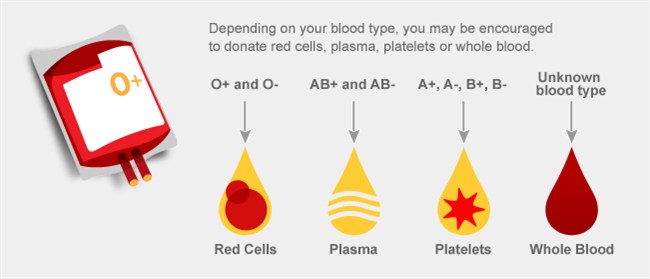 Depending on your blood type, you may be encouraged
to donate red cells, plasma, platelets or whole blood.
O+
O+ and O-
AB+ and AB-
A+, A-, B+, B-
Unknown
blood type
Red Cells
Plasma
Platelets
Whole Blood